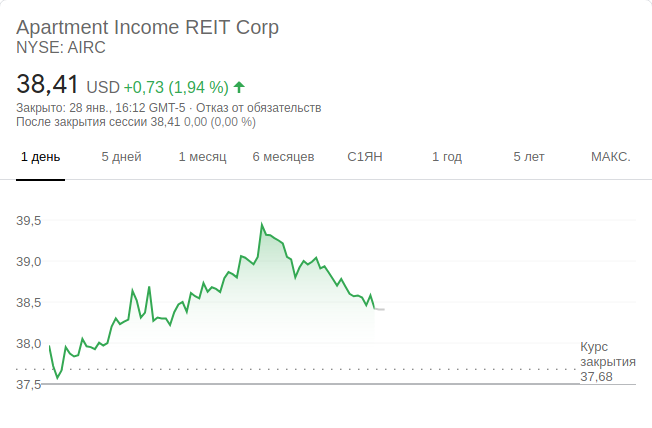 Apartment Income REIT Corp
NYSE: AIRC
38,41 USD +0,73 (1,94 %)
Закрыто: 28 янв., 16:12 GMT-5 · Отказ от обязательств
После закрытия сессии 38,41 0,00 (0,00 %)
1 день 5 дней 1 месяц 6 месяцев С1ЯН 1 год 5 лет МАКС.
39,5
39,0
38,5
38,0
37,5
Курс
закрытия
37,68